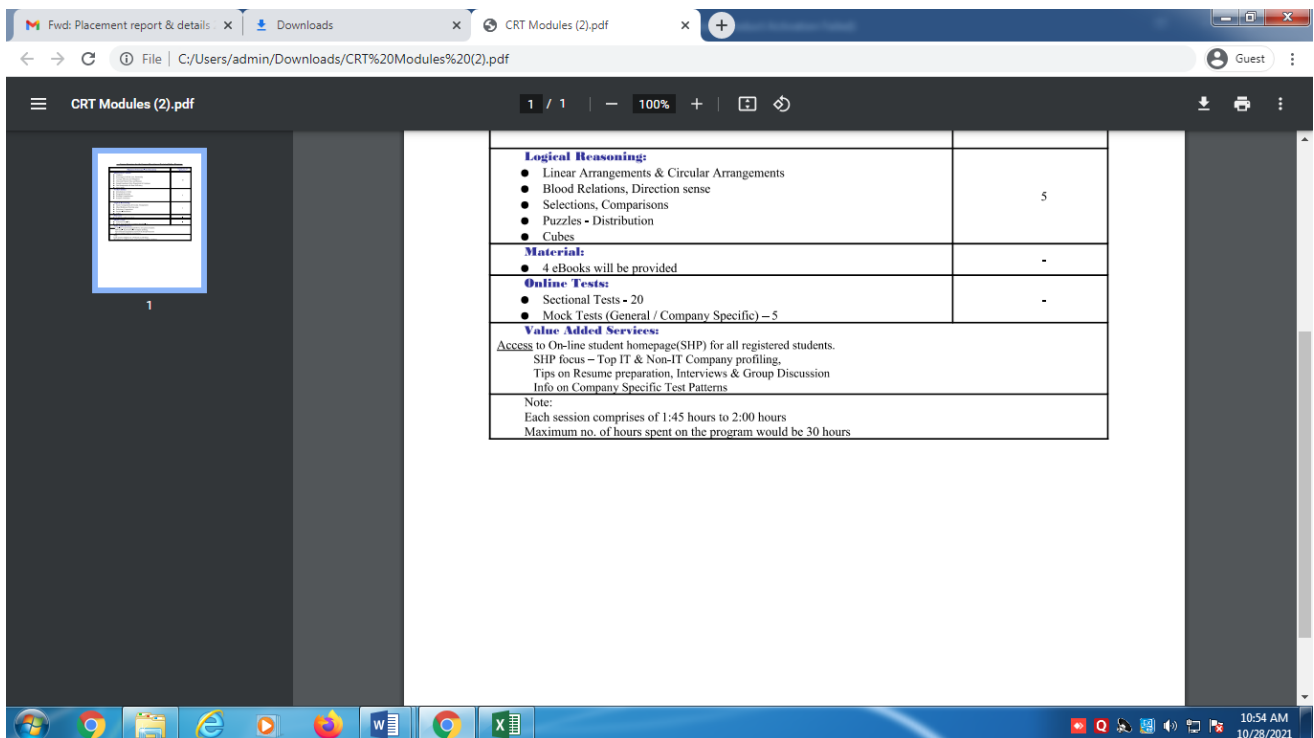 Fwd: Placement report & details
Downloads
CRT Modules (2).pdf
File | C:/Users/admin/Downloads/CRT%20Modules%20(2).pdf
Guest
CRT Modules (2).pdf
1 / 1
100%
1
Logical Reasoning:
● Linear Arrangements & Circular Arrangements
● Blood Relations, Direction sense
● Selections, Comparisons
● Puzzles - Distribution
● Cubes
5
Material:
● 4 eBooks will be provided
-
Online Tests:
● Sectional Tests - 20
● Mock Tests (General / Company Specific) – 5
-
Value Added Services:
Access to On-line student homepage(SHP) for all registered students.
SHP focus – Top IT & Non-IT Company profiling,
Tips on Resume preparation, Interviews & Group Discussion
Info on Company Specific Test Patterns
Note:
Each session comprises of 1:45 hours to 2:00 hours
Maximum no. of hours spent on the program would be 30 hours
10:54 AM
10/28/2021